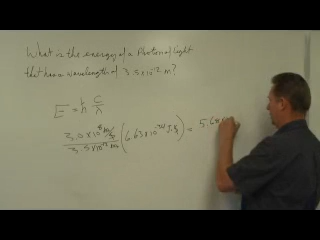 What is the energy of a Photon of light
that has a wavelength of 3.5x10⁻¹² m?
E = h C/λ
3.0x10⁸ m/s / 3.5x10⁻¹² m (6.63x10⁻³⁴ J·s) = 5.68